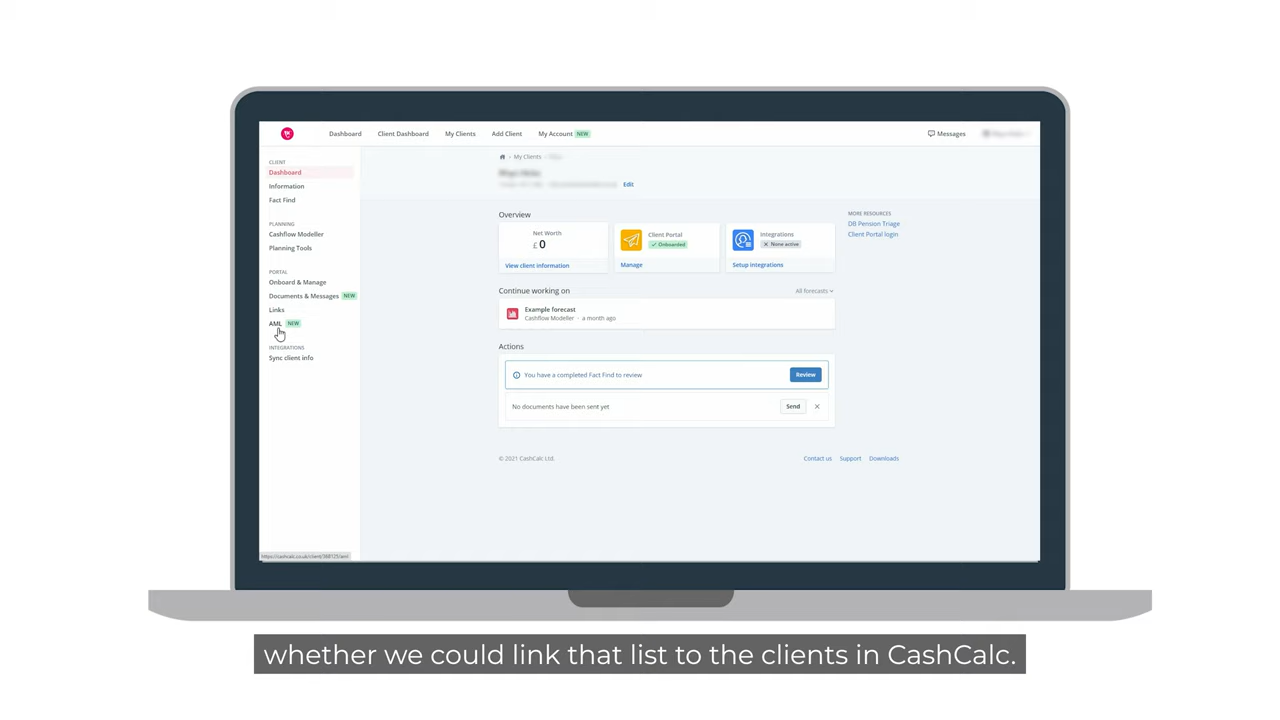 Dashboard Client Dashboard My Clients Add Client My Account NEW Messages
CLIENT
Dashboard
Information
Fact Find
PLANNING
Cashflow Modeller
Planning Tools
PORTAL
Onboard & Manage
Documents & Messages NEW
Links
AML NEW
INTEGRATIONS
Sync client info
My Clients
Edit
Overview
Net Worth
£0
View client information
Client Portal
Onboarded
Manage
Integrations
None active
Setup Integrations
MORE RESOURCES
DB Pension Triage
Client Portal login
Continue working on
All forecasts
Example forecast
Cashflow Modeller - a month ago
Actions
You have a completed Fact Find to review
Review
No documents have been sent yet
Send
© 2021 CashCalc Ltd.
Contact us Support Downloads
whether we could link that list to the clients in CashCalc.